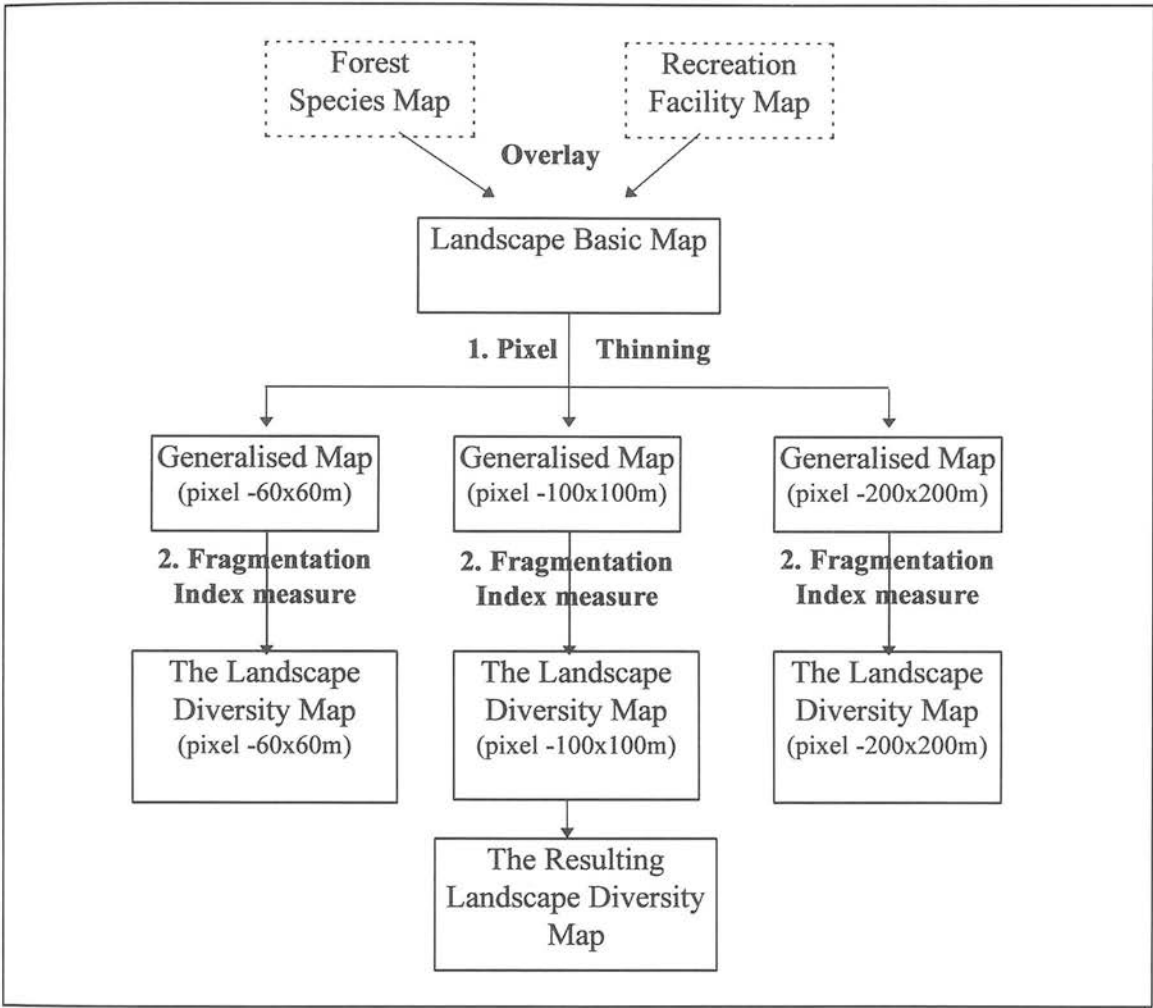 Forest
Species Map
Recreation
Facility Map
Overlay
Landscape Basic Map
1. Pixel Thinning
Generalised Map
(pixel -60x60m)
Generalised Map
(pixel -100x100m)
Generalised Map
(pixel -200x200m)
2. Fragmentation
Index measure
2. Fragmentation
Index measure
2. Fragmentation
Index measure
The Landscape
Diversity Map
(pixel -60x60m)
The Landscape
Diversity Map
(pixel -100x100m)
The Landscape
Diversity Map
(pixel -200x200m)
The Resulting
Landscape Diversity
Map